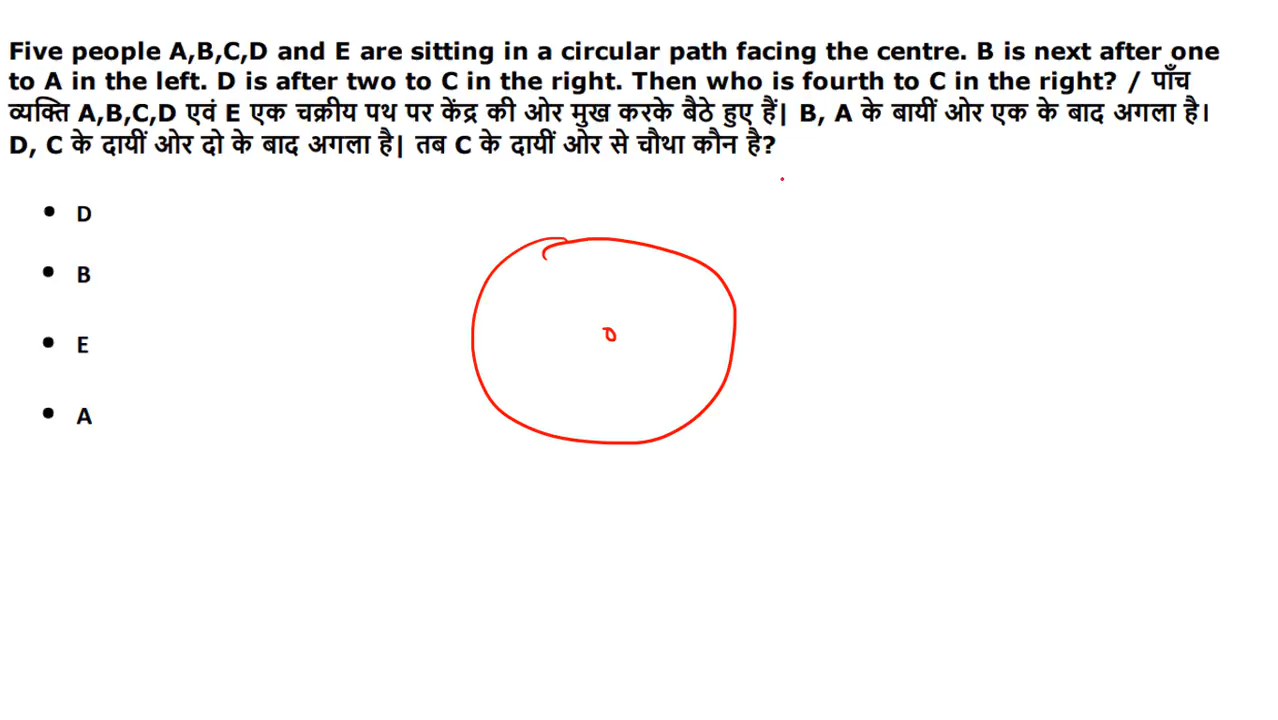 Five people A,B,C,D and E are sitting in a circular path facing the centre. B is next after one
to A in the left. D is after two to C in the right. Then who is fourth to C in the right? / पाँच
व्यक्ति A,B,C,D एवं E एक चक्रीय पथ पर केंद्र की ओर मुख करके बैठे हुए हैं| B, A के बायीं ओर एक के बाद अगला है।
D, C के दायीं ओर दो के बाद अगला है| तब C के दायीं ओर से चौथा कौन है?
• D
• B
• E
• A